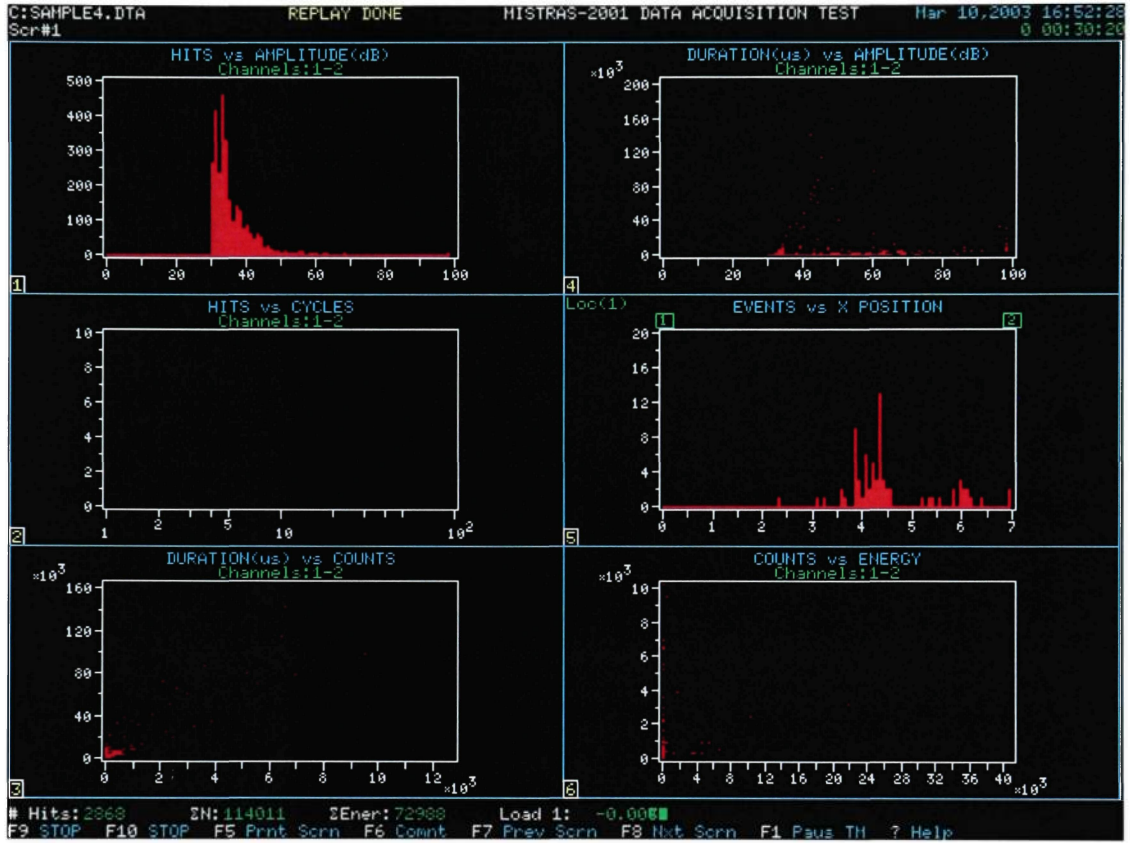 C:SAMPLE4.DTA REPLAY DONE MISTRAS-2001 DATA ACQUISITION TEST Mar 10,2003 16:52:28
Scr#1 0 00:30:20
HITS vs AMPLITUDE(dB)
Channels:1-2
500
400
300
200
100
0
0 20 40 60 80 100
1
DURATION(us) vs AMPLITUDE(dB)
Channels:1-2
×10³
200
160
120
80
40
0
0 20 40 60 80 100
4
HITS vs CYCLES
Channels:1-2
10
8
6
4
2
0
1 2 5 10 10²
2
Loc(1) EVENTS vs X POSITION
1 2
20
16
12
8
4
0
0 1 2 3 4 5 6 7
5
DURATION(us) vs COUNTS
Channels:1-2
×10³
160
120
80
40
0
0 2 4 6 8 10 12 ×10³
3
COUNTS vs ENERGY
Channels:1-2
×10³
10
8
6
4
2
0
0 4 8 12 16 20 24 28 32 36 40 ×10³
6
# Hits:2868 ΣN:114011 ΣEner:72988 Load 1:
F9 STOP F10 STOP F5 Prnt Scrn F6 Comnt F7 Prev Scrn F8 Nxt Scrn F1 Paus TM ? Help